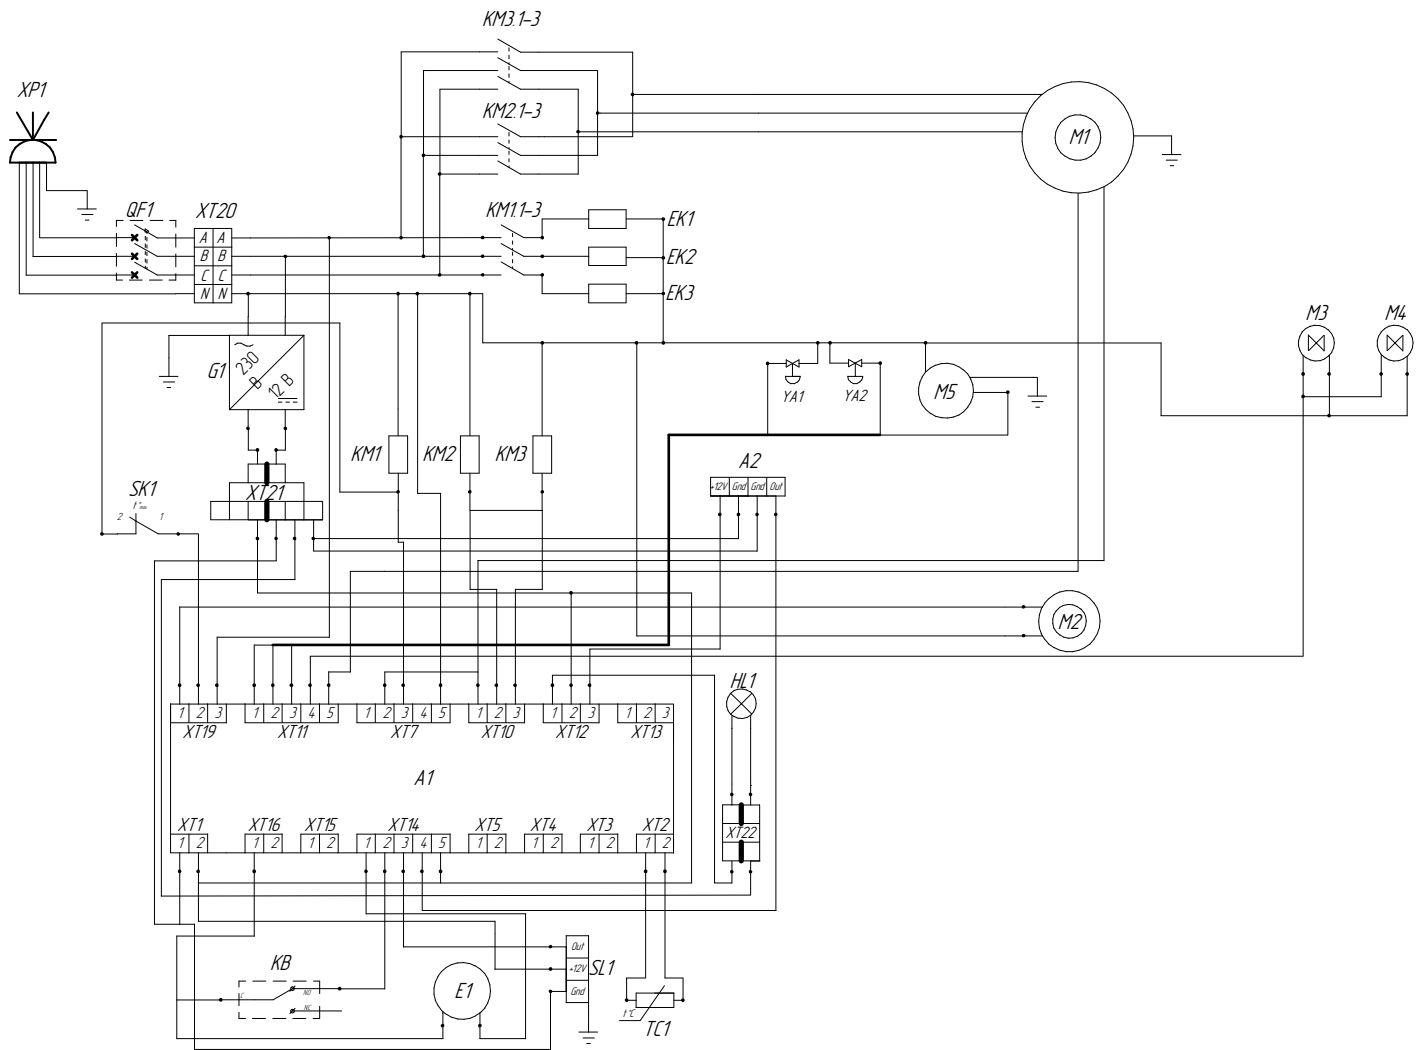 KM3.1-3
XP1
KM2.1-3
M1
QF1
XT20
KM1.1-3
A A
B B
C C
N N
EK1
EK2
EK3
M3
M4
G1
230
В
12 В
YA1
YA2
M5
KM1
KM2
KM3
A2
+12V Gnd Gnd Out
SK1
t°max
2
1
XT21
M2
HL1
1 2 3
1 2 3 4 5
1 2 3 4 5
1 2 3
1 2 3
1 2 3
XT19
XT11
XT7
XT10
XT12
XT13
A1
XT1
XT16
XT15
XT14
XT5
XT4
XT3
XT2
1 2
1 2
1 2
1 2 3 4 5
1 2
1 2
1 2
1 2
XT22
KB
C
NO
NC
E1
Out
+12V
Gnd
SL1
t°C
TC1